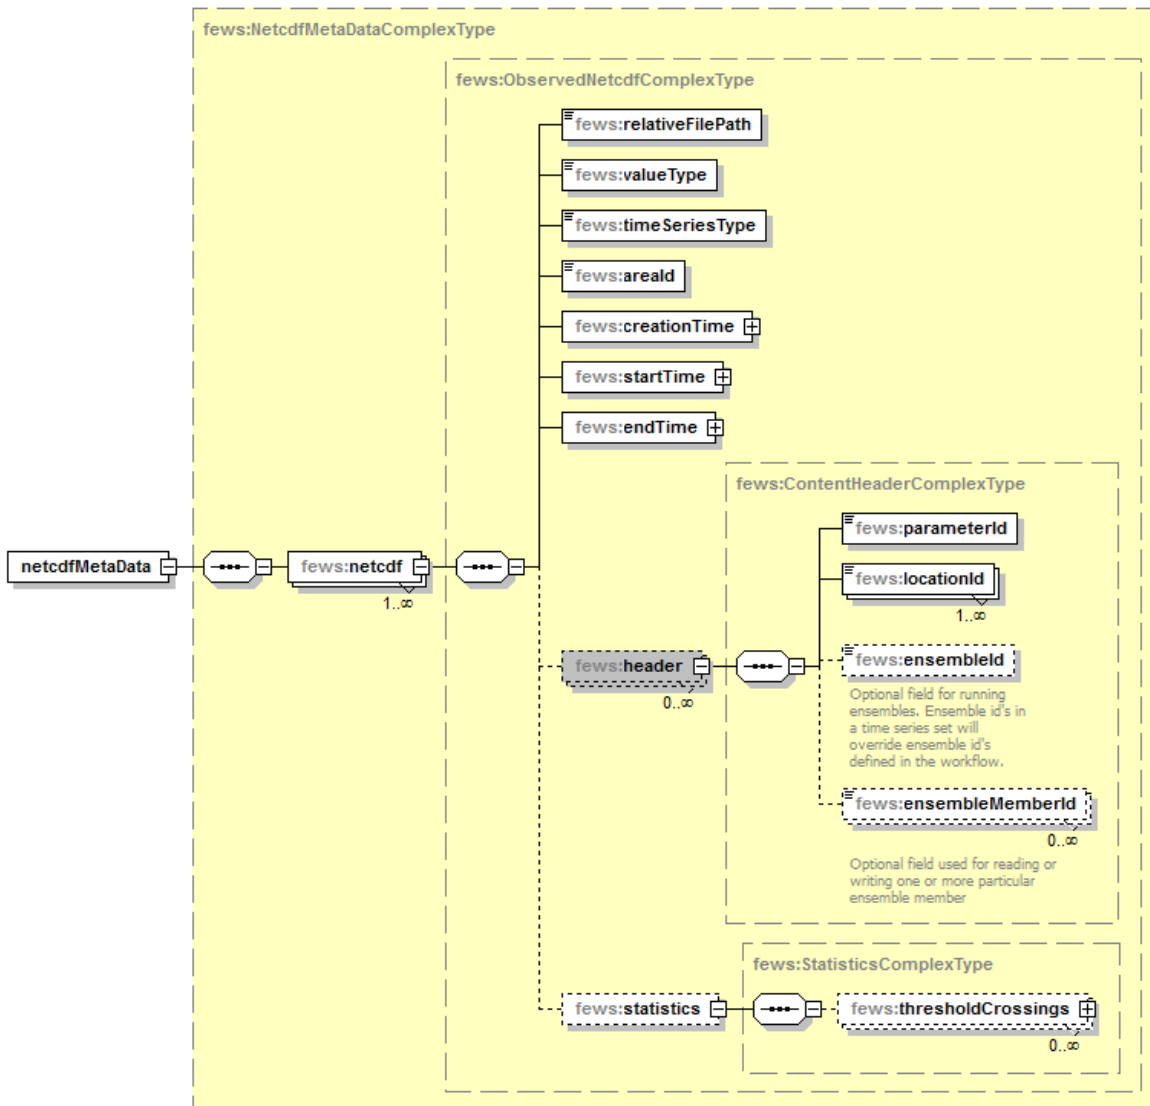 fews:NetcdfMetaDataComplexType
fews:ObservedNetcdfComplexType
fews:relativeFilePath
fews:valueType
fews:timeSeriesType
fews:areaId
fews:creationTime
fews:startTime
fews:endTime
fews:ContentHeaderComplexType
fews:parameterId
netcdfMetaData
fews:netcdf
1..∞
fews:locationId
1..∞
fews:header
0..∞
fews:ensembleId
Optional field for running
ensembles. Ensemble id's in
a time series set will
override ensemble id's
defined in the workflow.
fews:ensembleMemberId
0..∞
Optional field used for reading or
writing one or more particular
ensemble member
fews:StatisticsComplexType
fews:statistics
fews:thresholdCrossings
0..∞